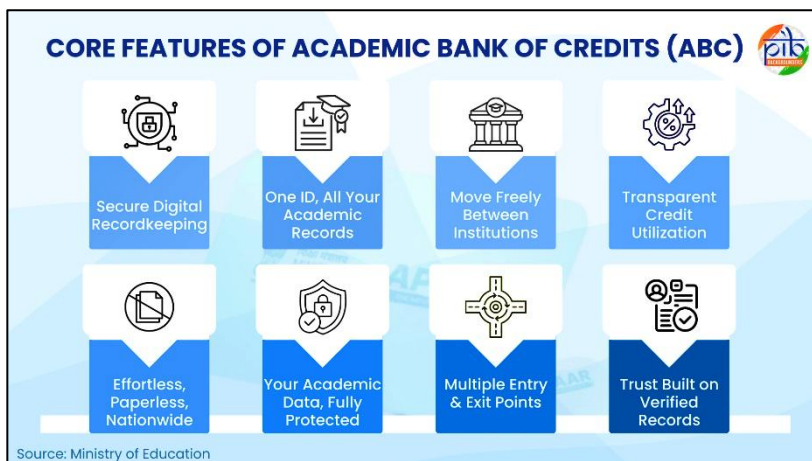 CORE FEATURES OF ACADEMIC BANK OF CREDITS (ABC)
pib
BACKGROUNDERS
Secure Digital
Recordkeeping
One ID, All Your
Academic
Records
Move Freely
Between
Institutions
Transparent
Credit
Utilization
Effortless,
Paperless,
Nationwide
Your Academic
Data, Fully
Protected
Multiple Entry
& Exit Points
Trust Built on
Verified
Records
Source: Ministry of Education